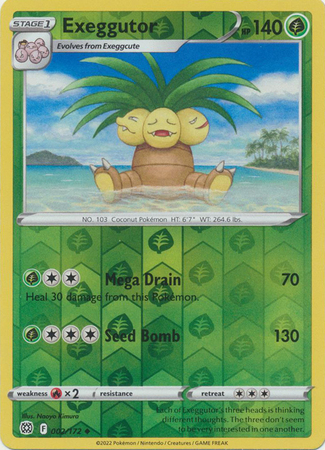 STAGE 1
Exeggutor
HP 140
Evolves from Exeggcute
NO. 103 Coconut Pokémon HT: 6'7" WT: 264.6 lbs.
Mega Drain 70
Heal 30 damage from this Pokémon.
Seed Bomb 130
weakness ×2 resistance retreat
Illus. Naoyo Kimura
F 002/172
Each of Exeggutor's three heads is thinking
different thoughts. The three don't seem
to be very interested in one another.
©2022 Pokémon / Nintendo / Creatures / GAME FREAK